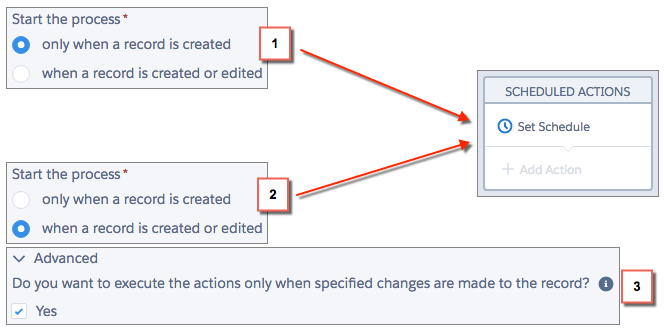 Start the process*
only when a record is created
when a record is created or edited
1
SCHEDULED ACTIONS
Set Schedule
+ Add Action
Start the process*
only when a record is created
when a record is created or edited
2
Advanced
Do you want to execute the actions only when specified changes are made to the record? i
Yes
3